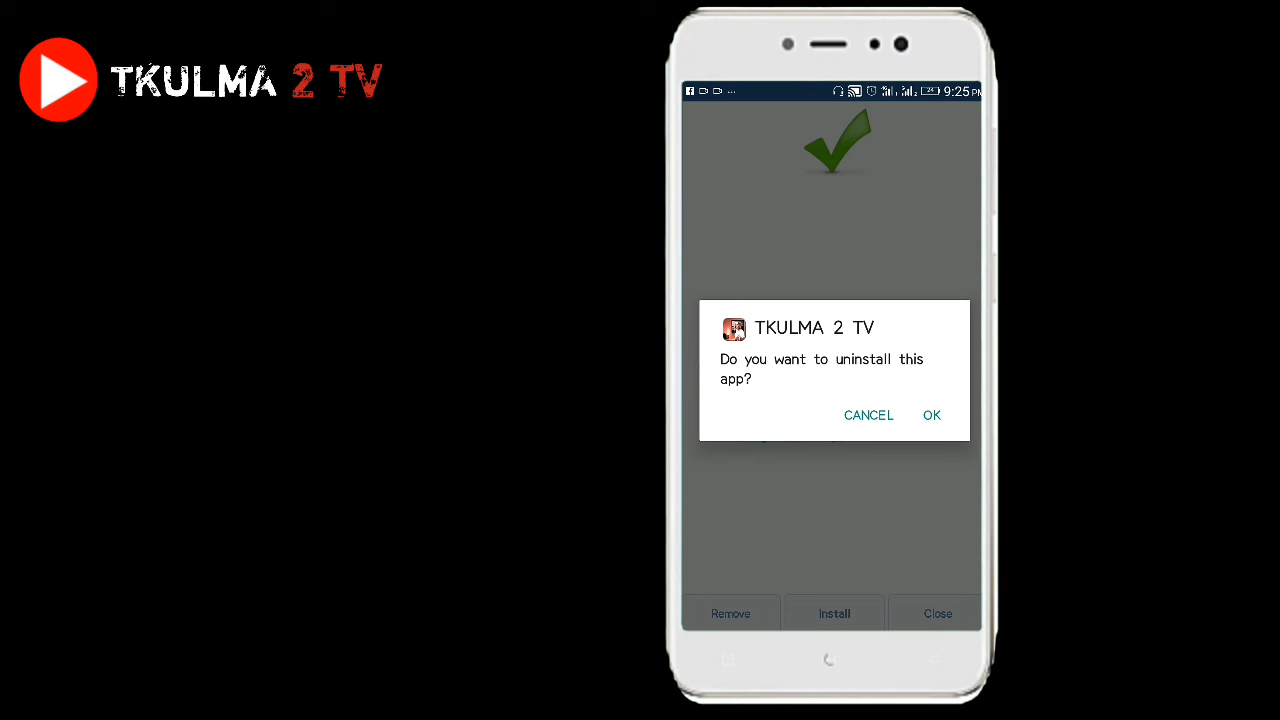 TKULMA 2 TV
9:25 PM
TKULMA 2 TV
Do you want to uninstall this
app?
CANCEL OK
Remove Install Close